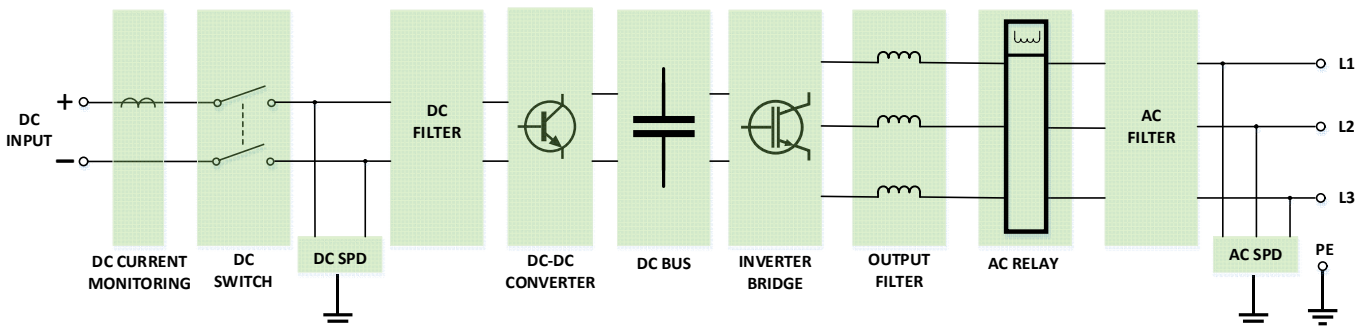 +
DC
INPUT
−
DC CURRENT
MONITORING
DC
SWITCH
DC SPD
DC
FILTER
DC-DC
CONVERTER
DC BUS
INVERTER
BRIDGE
OUTPUT
FILTER
AC RELAY
AC
FILTER
AC SPD
L1
L2
L3
PE